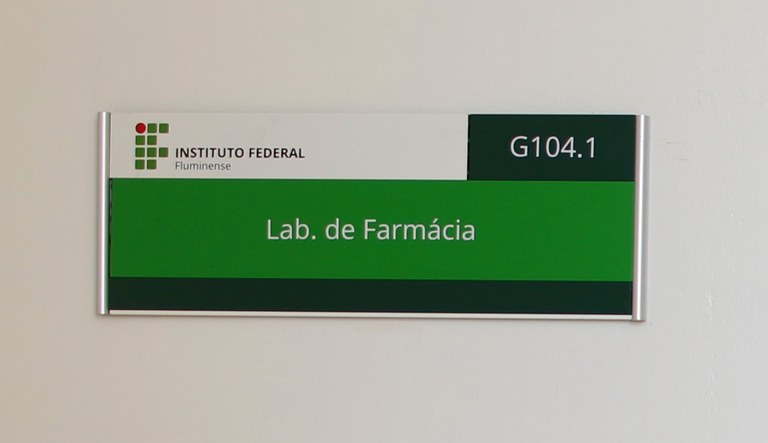 INSTITUTO FEDERAL
Fluminense
G104.1
Lab. de Farmácia